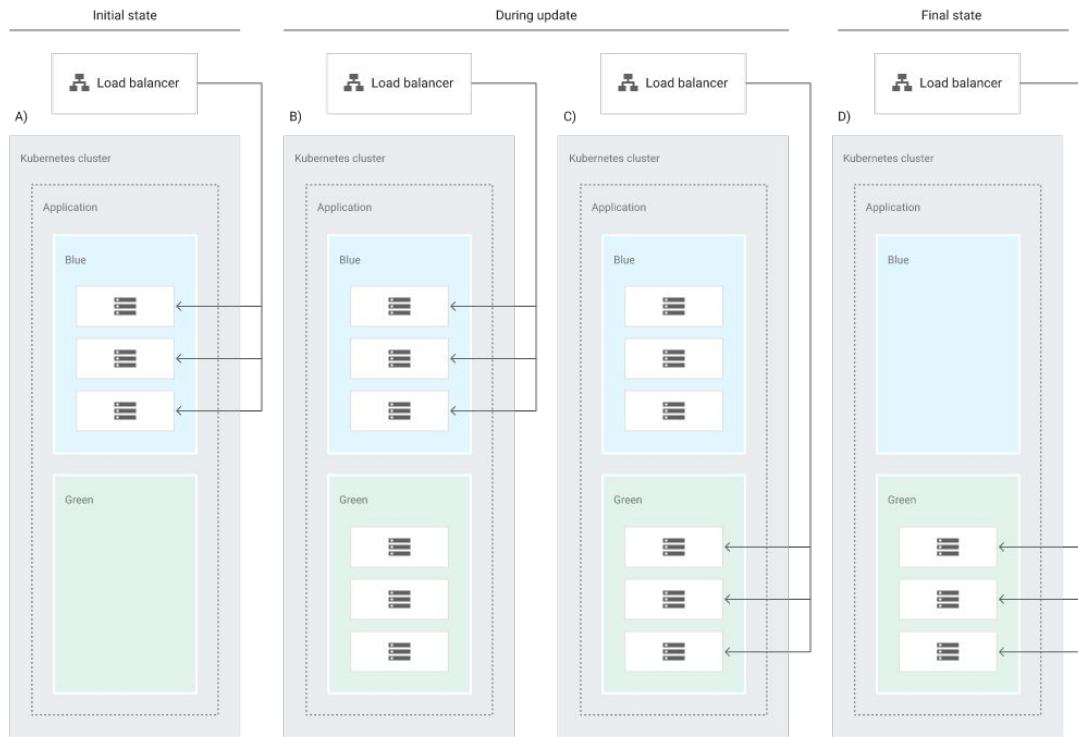 Initial state
During update
Final state
Load balancer
Load balancer
Load balancer
Load balancer
A)
B)
C)
D)
Kubernetes cluster
Kubernetes cluster
Kubernetes cluster
Kubernetes cluster
Application
Application
Application
Application
Blue
Blue
Blue
Blue
Green
Green
Green
Green